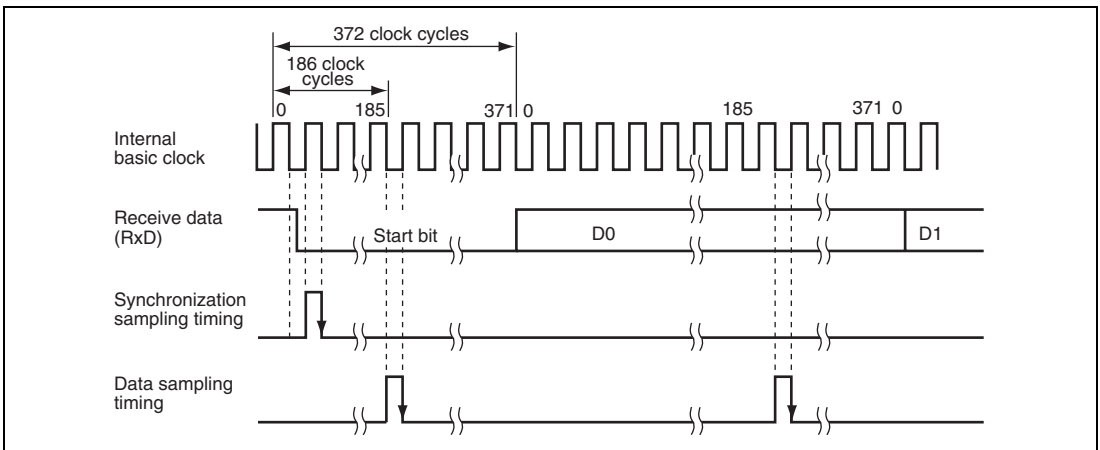 372 clock cycles
186 clock
cycles
0 185 371 0 185 371 0
Internal
basic clock
Receive data
(RxD)
Start bit D0 D1
Synchronization
sampling timing
Data sampling
timing